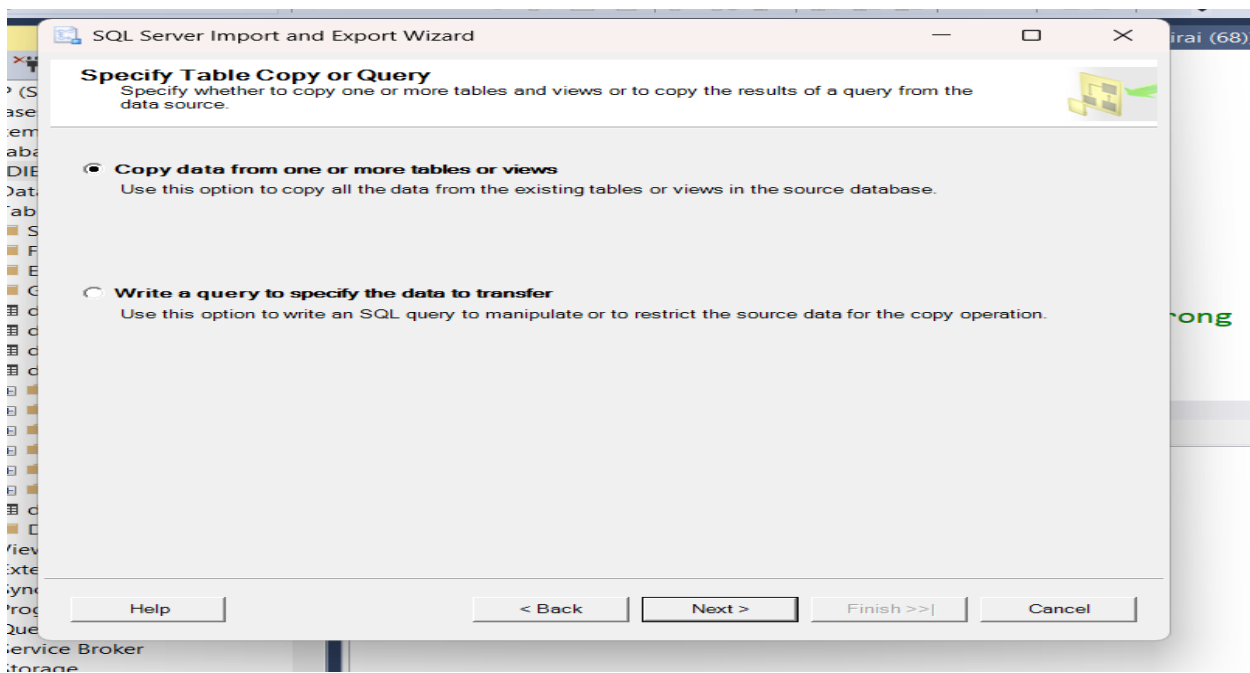 SQL Server Import and Export Wizard
irai (68)
Specify Table Copy or Query
Specify whether to copy one or more tables and views or to copy the results of a query from the
data source.
Copy data from one or more tables or views
Use this option to copy all the data from the existing tables or views in the source database.
Write a query to specify the data to transfer
Use this option to write an SQL query to manipulate or to restrict the source data for the copy operation.
rong
Help
< Back
Next >
Finish >>|
Cancel
ervice Broker
torage